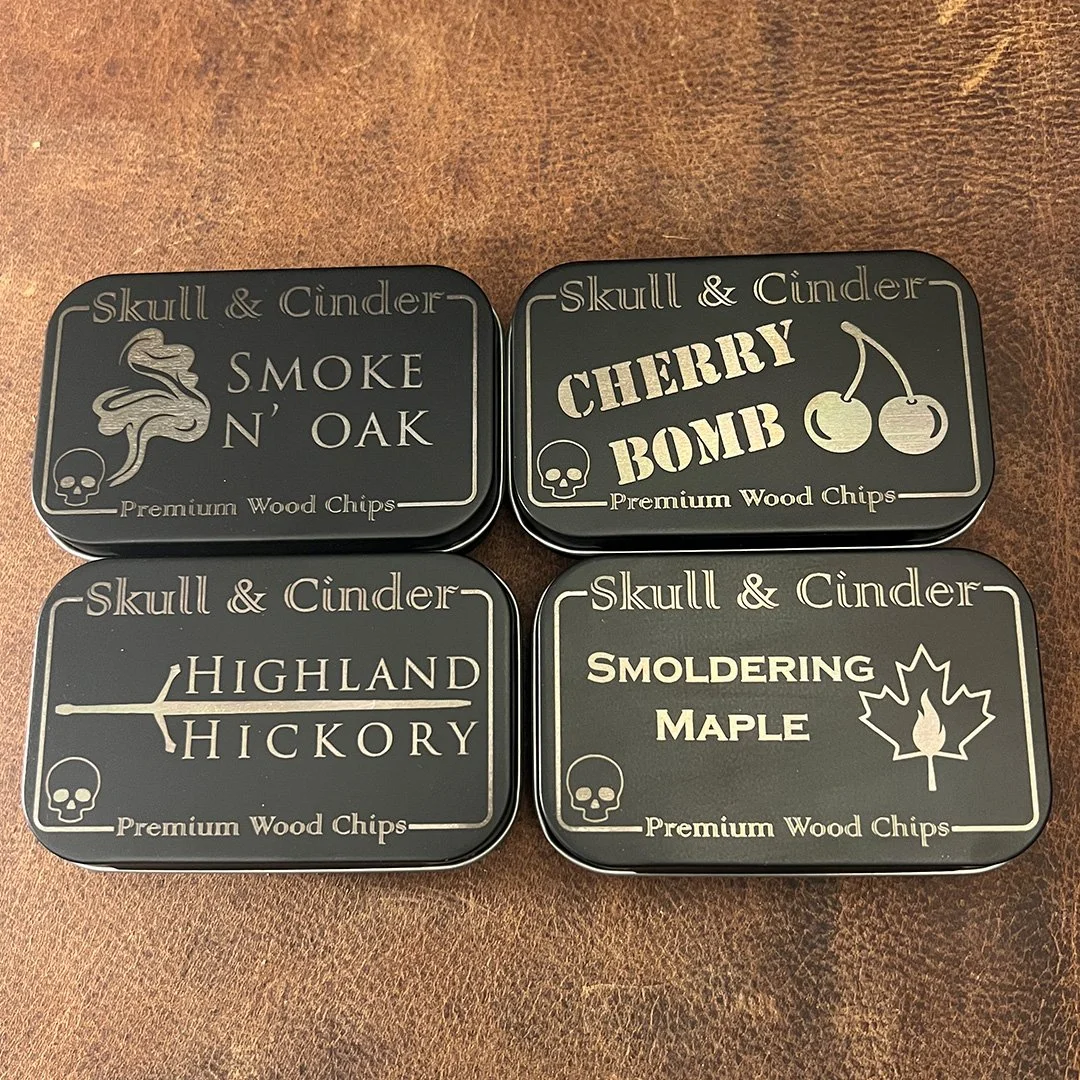 Skull & Cinder
SMOKE
N' OAK
Premium Wood Chips
Skull & Cinder
CHERRY
BOMB
Premium Wood Chips
Skull & Cinder
HIGHLAND
HICKORY
Premium Wood Chips
Skull & Cinder
SMOLDERING
MAPLE
Premium Wood Chips